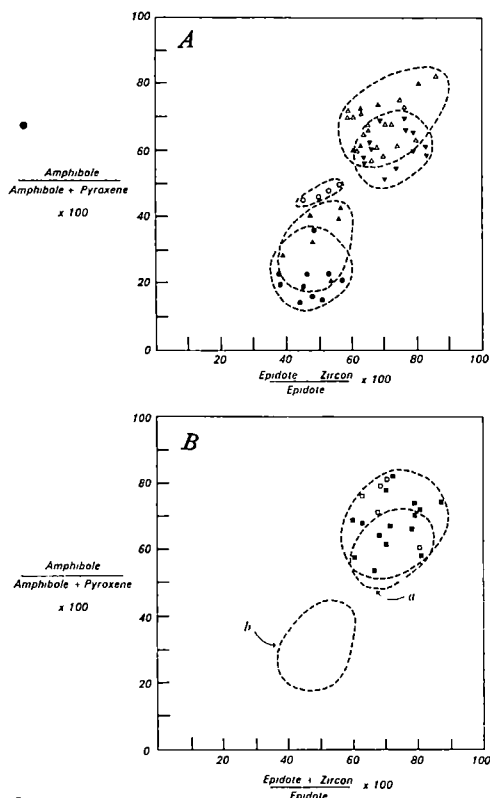 A
100
80
60
40
20
0
20 40 60 80 100
Amphibole
Amphibole + Pyroxene
x 100
Epidote Zircon x 100
Epidote
B
100
80
60
40
20
0
20 40 60 80 100
Amphibole
Amphibole + Pyroxene
x 100
a
b
Epidote + Zircon x 100
Epidote